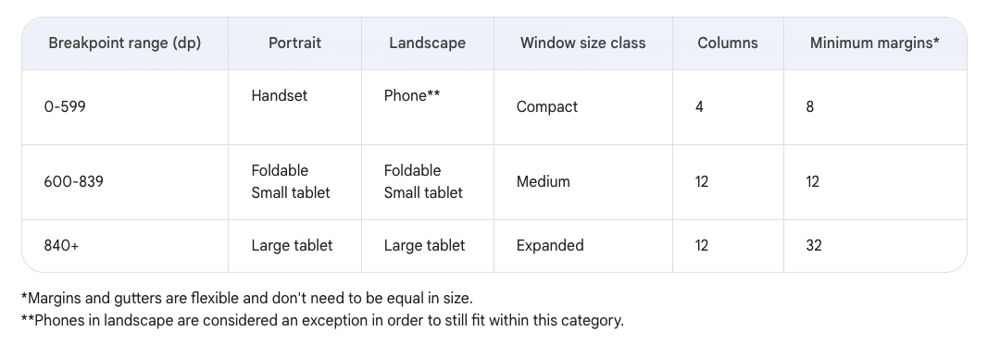 Breakpoint range (dp) Portrait Landscape Window size class Columns Minimum margins*
0-599 Handset Phone** Compact 4 8
600-839 Foldable Foldable Medium 12 12
Small tablet Small tablet
840+ Large tablet Large tablet Expanded 12 32
*Margins and gutters are flexible and don't need to be equal in size.
**Phones in landscape are considered an exception in order to still fit within this category.